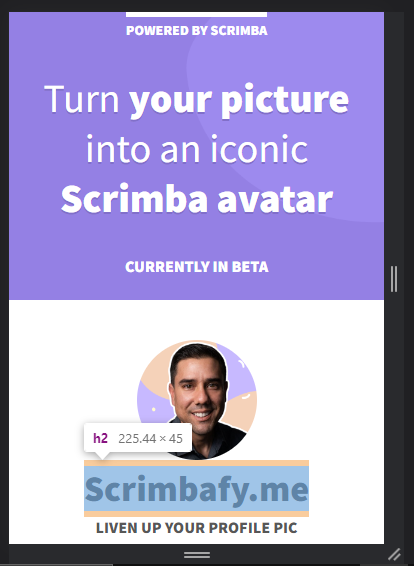 POWERED BY SCRIMBA
Turn your picture
into an iconic
Scrimba avatar
CURRENTLY IN BETA
h2 225.44 × 45
Scrimbafy.me
LIVEN UP YOUR PROFILE PIC